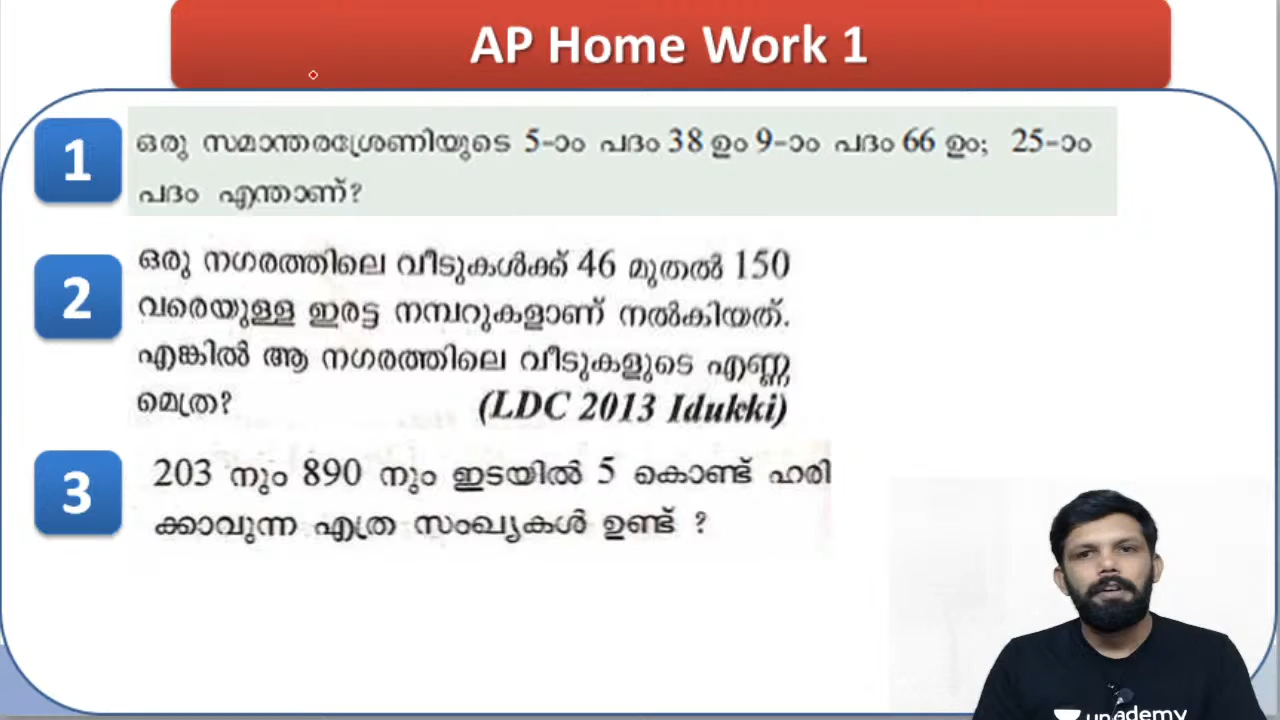 AP Home Work 1
1
ഒരു സമാന്തരശ്രേണിയുടെ 5-ാം പദം 38 ഉം 9-ാം പദം 66 ഉം; 25-ാം
പദം എന്താണ്?
2
ഒരു നഗരത്തിലെ വീടുകൾക്ക് 46 മുതൽ 150
വരെയുള്ള ഇരട്ട നമ്പറുകളാണ് നൽകിയത്.
എങ്കിൽ ആ നഗരത്തിലെ വീടുകളുടെ എണ്ണ
മെത്ര? (LDC 2013 Idukki)
3
203 നും 890 നും ഇടയിൽ 5 കൊണ്ട് ഹരി
ക്കാവുന്ന എത്ര സംഖ്യകൾ ഉണ്ട് ?
unademy